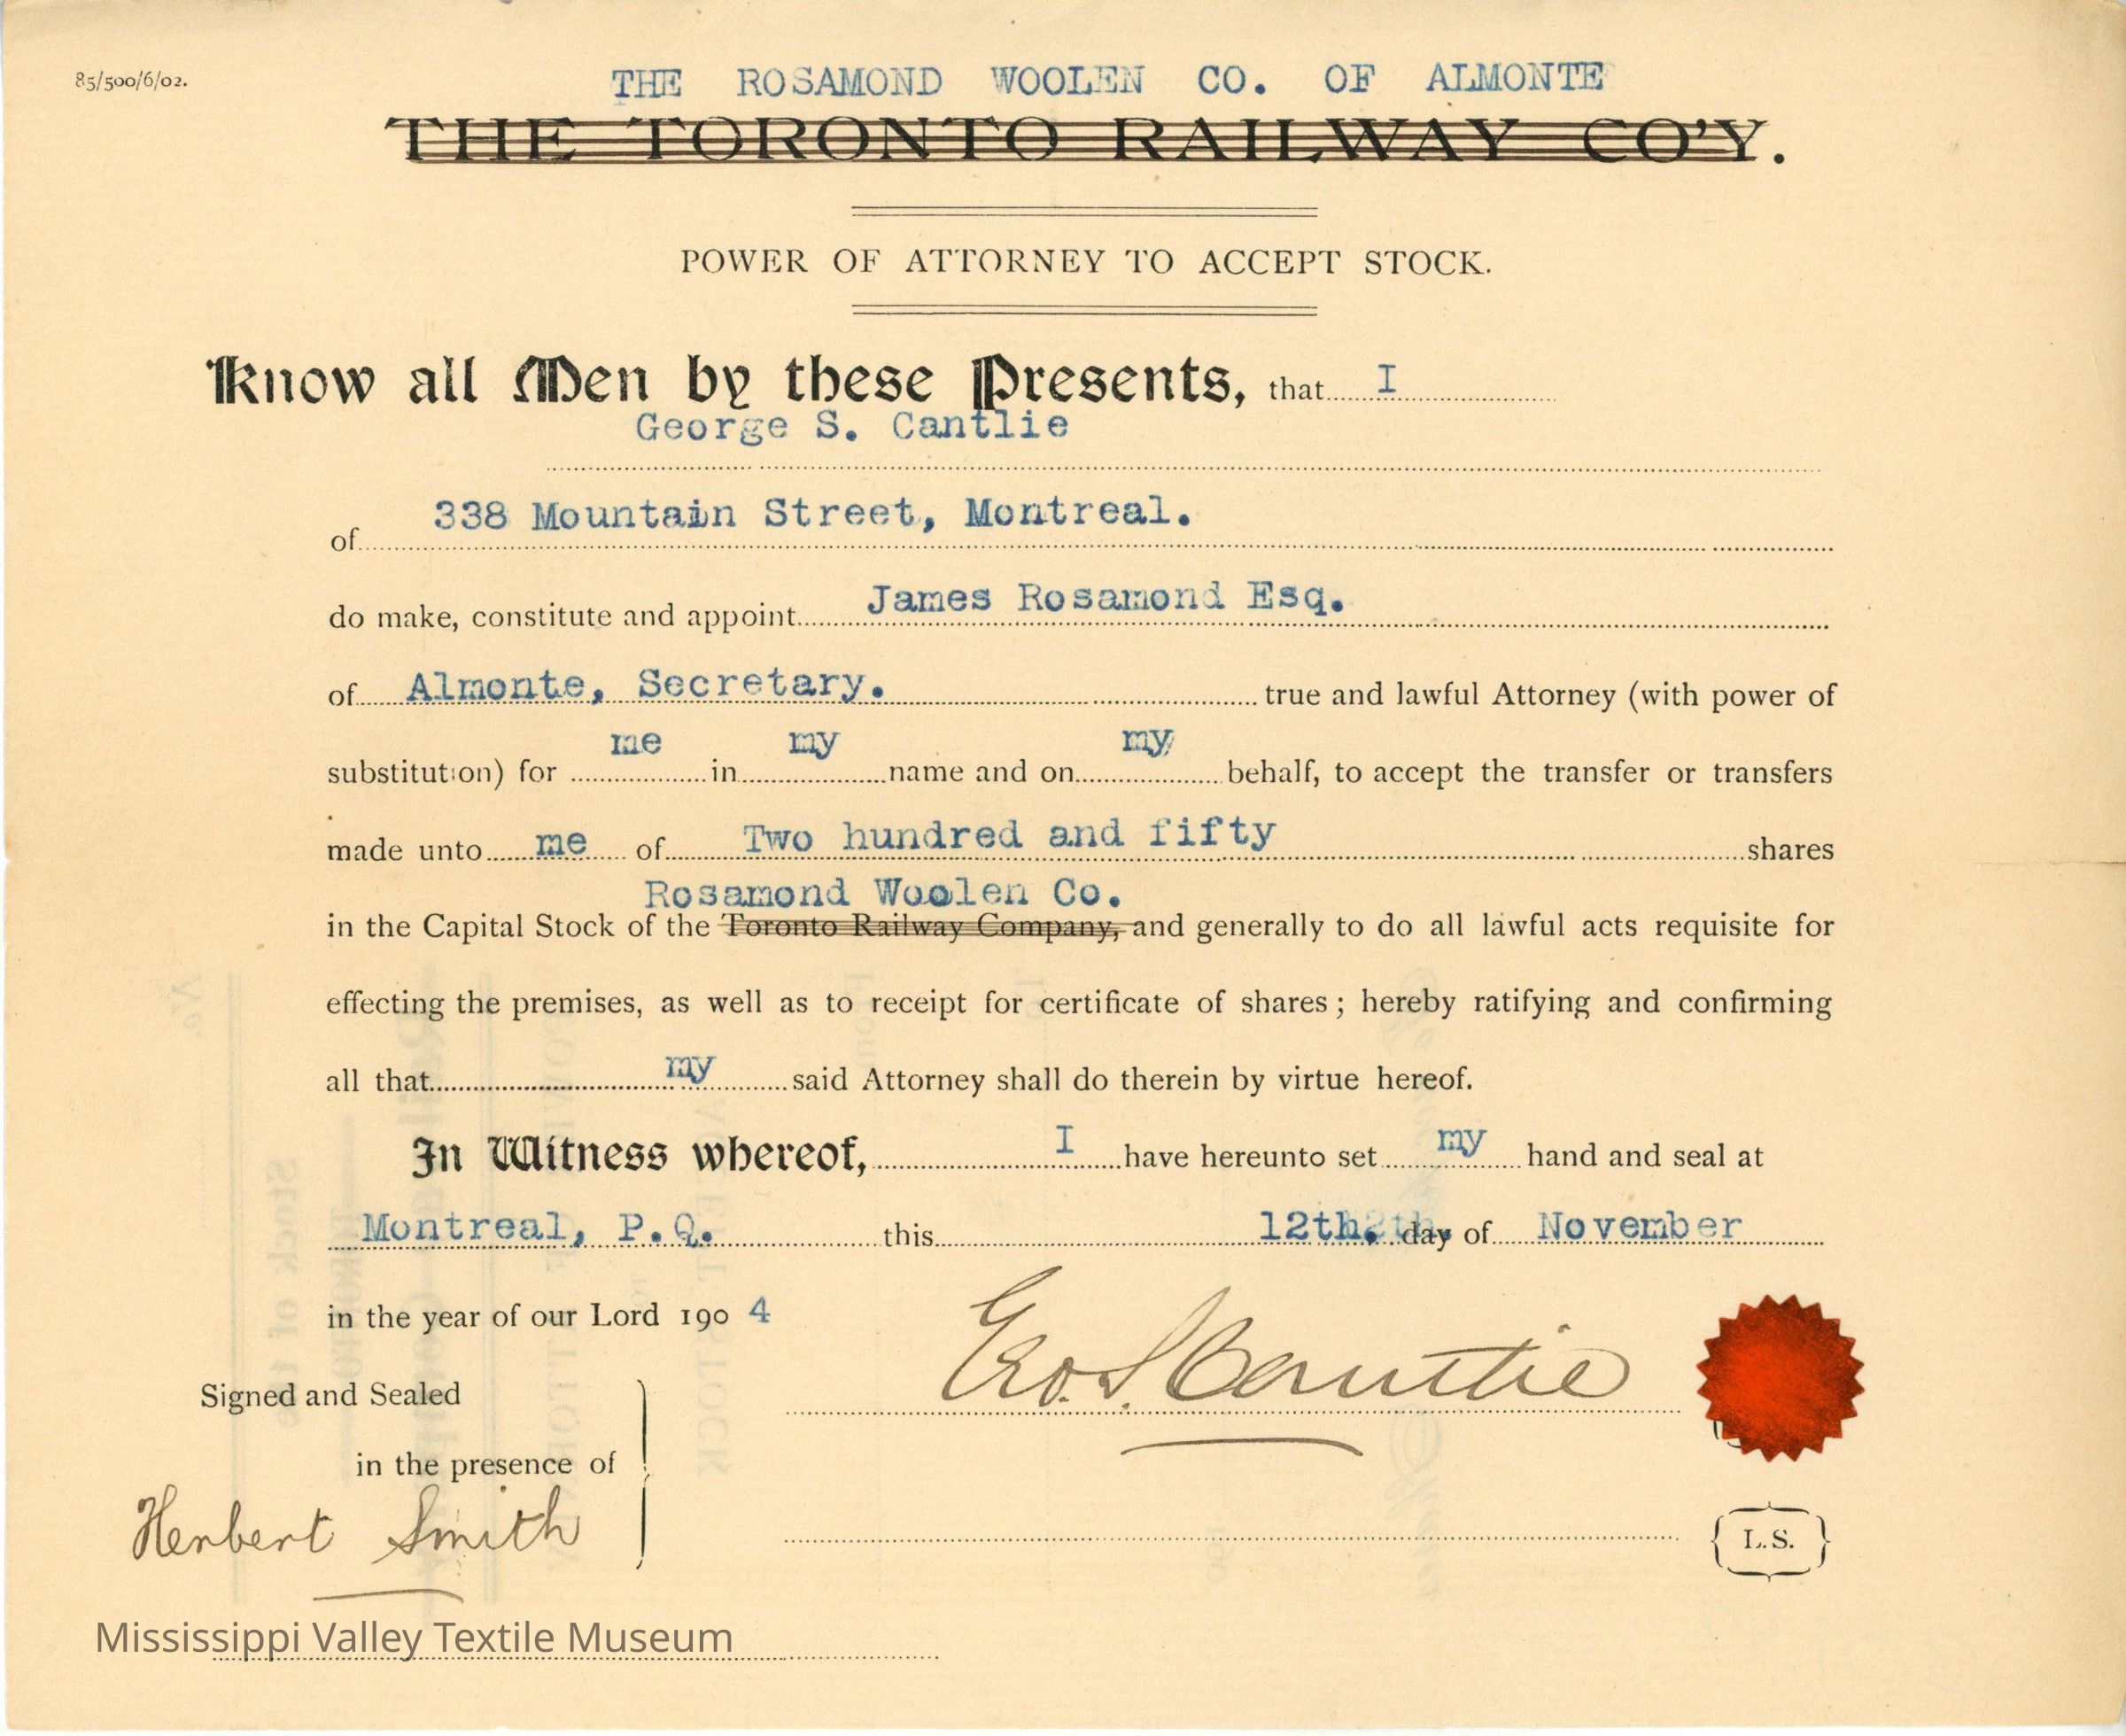 85/500/6/02.
THE ROSAMOND WOOLEN CO. OF ALMONTE
THE TORONTO RAILWAY CO'Y.
POWER OF ATTORNEY TO ACCEPT STOCK.
Know all Men by these Presents, that I
George S. Cantlie
of 338 Mountain Street, Montreal.
do make, constitute and appoint James Rosamond Esq.
of Almonte, Secretary. true and lawful Attorney (with power of
substitution) for me in my name and on my behalf, to accept the transfer or transfers
made unto me of Two hundred and fifty shares
Rosamond Woolen Co.
in the Capital Stock of the Toronto Railway Company, and generally to do all lawful acts requisite for
effecting the premises, as well as to receipt for certificate of shares; hereby ratifying and confirming
all that my said Attorney shall do therein by virtue hereof.
In Witness whereof, I have hereunto set my hand and seal at
Montreal, P.Q. this 12th. day of November
in the year of our Lord 190 4
Geo. S Cantlie
Signed and Sealed
in the presence of
Herbert Smith
L.S.
Mississippi Valley Textile Museum